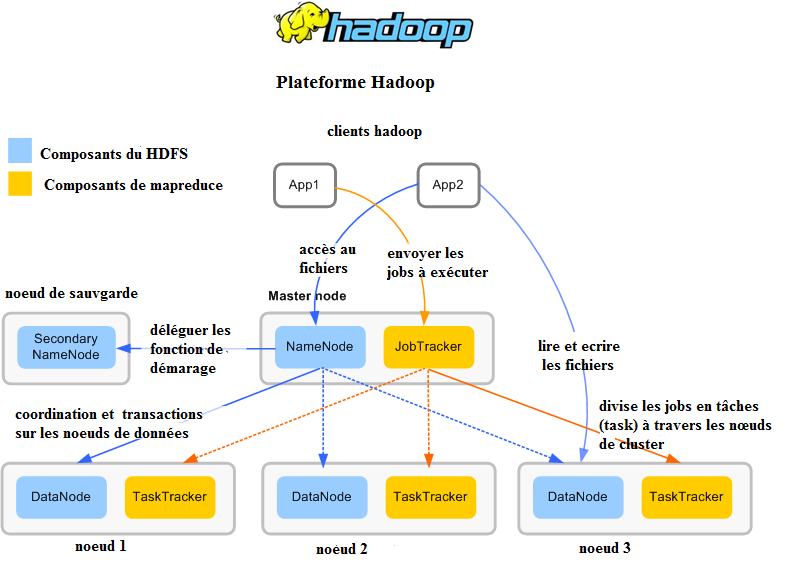 hadoop
Plateforme Hadoop
clients hadoop
Composants du HDFS
Composants de mapreduce
App1
App2
accès au
fichiers
envoyer les
jobs à exécuter
noeud de sauvgarde
Master node
Secondary
NameNode
déléguer les
fonction de
démarage
NameNode
JobTracker
lire et ecrire
les fichiers
coordination et transactions
sur les noeuds de données
divise les jobs en tâches
(task) à travers les nœuds
de cluster
DataNode
TaskTracker
DataNode
TaskTracker
DataNode
TaskTracker
noeud 1
noeud 2
noeud 3